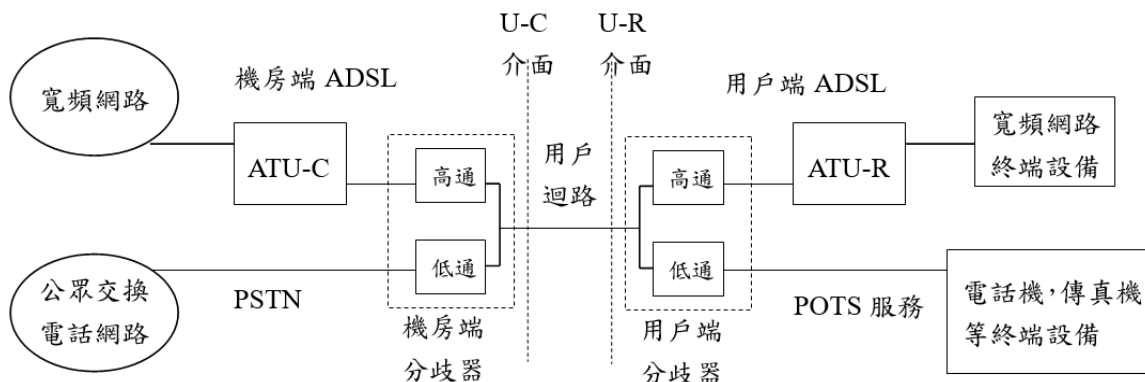 U-C
介面
U-R
介面
機房端 ADSL
用戶端 ADSL
寬頻網路
ATU-C
高通
用戶
迴路
高通
ATU-R
寬頻網路
終端設備
公眾交換
電話網路
PSTN
低通
低通
POTS 服務
電話機,傳真機
等終端設備
機房端
分歧器
用戶端
分歧器